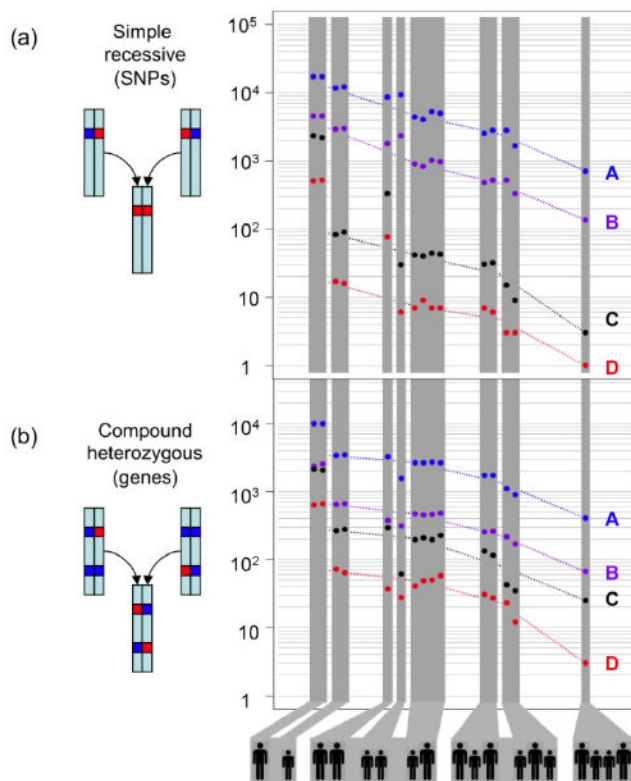 (a)
Simple
recessive
(SNPs)
10⁵
10⁴
10³
10²
10
1
A
B
C
D
(b)
Compound
heterozygous
(genes)
10⁴
10³
10²
10
1
A
B
C
D